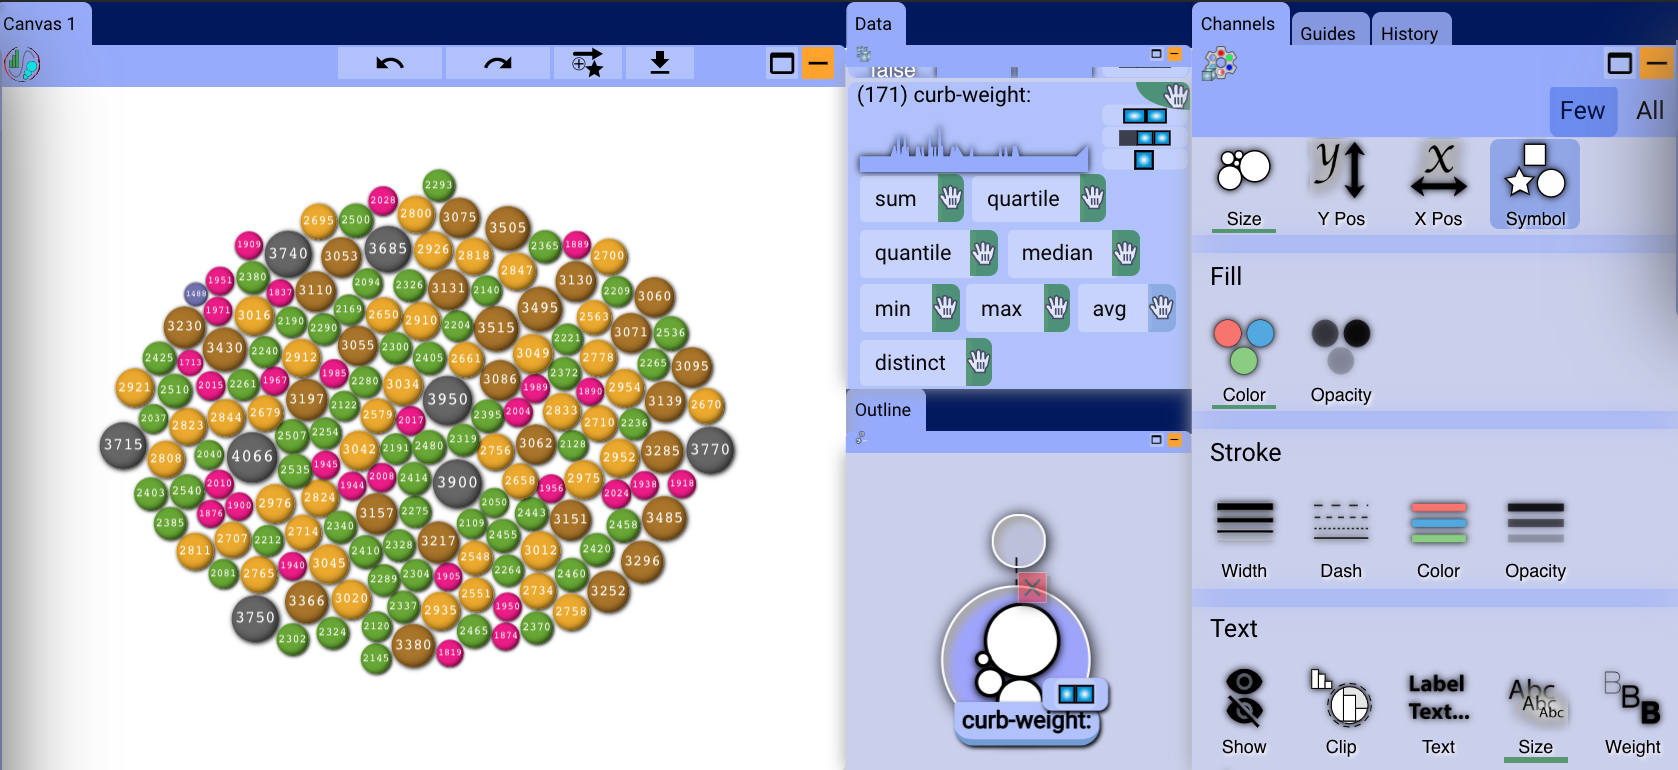 Canvas 1
Data
Channels
Guides
History
false
(171) curb-weight:
Few
All
sum
quartile
quantile
median
min
max
avg
distinct
Outline
curb-weight:
Size
Y Pos
X Pos
Symbol
Fill
Color
Opacity
Stroke
Width
Dash
Color
Opacity
Text
Label
Text...
Abc
Abc
Abc
B
B
B
Show
Clip
Text
Size
Weight
2293
2028
2695 2500 2800 3075 3505
1909 3740 3053 3685 2926 2818 2365 1889 2700
2847
1951 2380 2094 2326 3131 2140 3130 2209 3060
1488 1837 3110
1971 3016 2169 2650 2910 2204 3495 2563
3230 2190 2290 3515 2221 3071 2536
3430 2240 3055 2300 2405 2661 3049 2778
2425 1713 2912 2265 3095
2921 2510 2015 2261 1967 1985 2280 3034 3086 2372 1989 1890 2954
3197 2122 3950 3139 2670
2037 2823 2844 2679 2579 2017 2395 2004 2833 2710 2236
3715 2507 2254 2319 3062 2128
2808 2040 4066 3042 2191 2480 2756 2952 3285 3770
2535 1945
2403 2540 2010 1944 2008 2414 3900 2658 1956 2975 2024 1938 1918
1876 1900 2976 2824 2050
2385 3157 2275 2109 2443 3151 2458 3485
2707 2212 2714 2340 2455
2811 2410 2328 3217 2548 3012 2420 3296
2081 2765 1940 3045 2289 2304 1905 2264 2460
3366 3020 2337 2935 2551 1950 2734 3252
3750 2758
2302 2324 2120 2465 1874 2370
2145 3380 1819